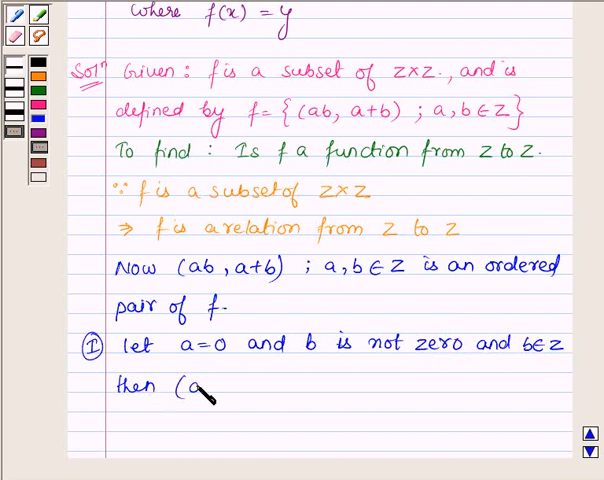 where f(x) = y
Solⁿ Given : f is a subset of Z×Z., and is
defined by f= {(ab, a+b) ; a,b ∈ Z}
To find : Is f a function from Z to Z.
∵ f is a subset of Z×Z
⇒ f is a relation from Z to Z
Now (ab, a+b) ; a,b ∈ Z is an ordered
pair of f.
I let a=0 and b is not zero and b∈Z
then (a